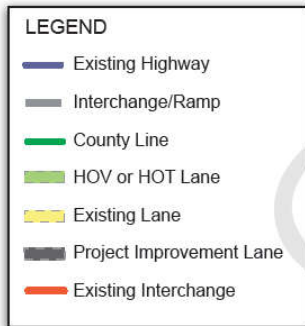 LEGEND
Existing Highway
Interchange/Ramp
County Line
HOV or HOT Lane
Existing Lane
Project Improvement Lane
Existing Interchange